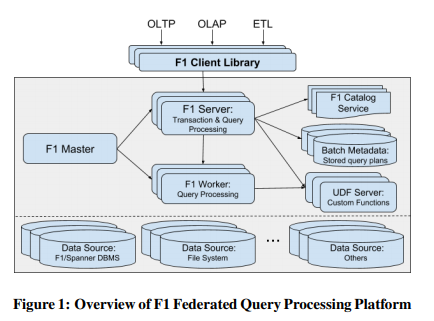 OLTP OLAP ETL
F1 Client Library
F1 Server:
Transaction & Query
Processing
F1 Catalog
Service
F1 Master
Batch Metadata:
Stored query plans
F1 Worker:
Query Processing
UDF Server:
Custom Functions
Data Source:
F1/Spanner DBMS
Data Source:
File System
...
Data Source:
Others
Figure 1: Overview of F1 Federated Query Processing Platform